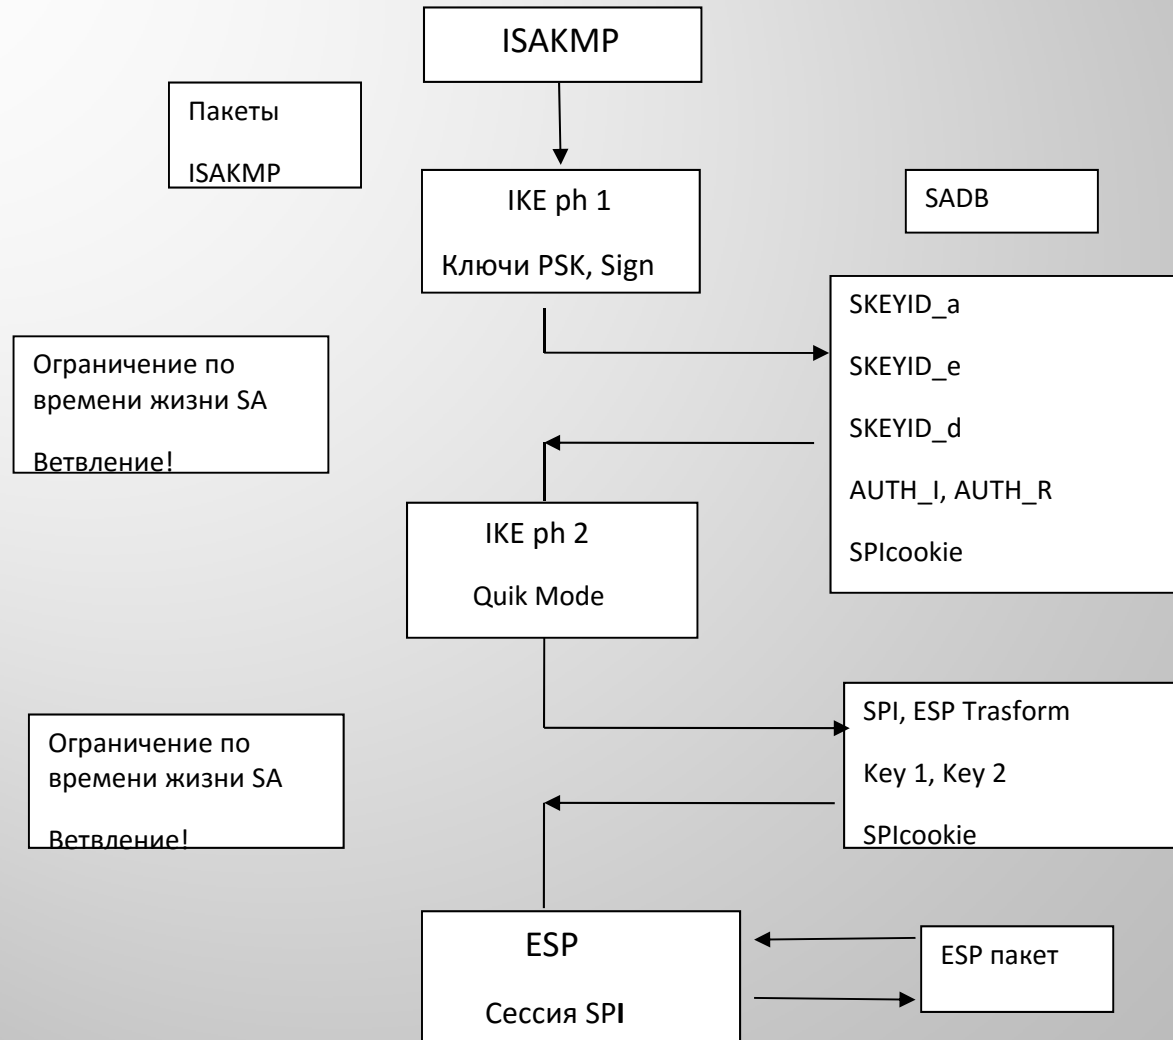 ISAKMP
Пакеты
ISAKMP
IKE ph 1
Ключи PSK, Sign
SADB
SKEYID_a
SKEYID_e
SKEYID_d
AUTH_I, AUTH_R
SPIcookie
Ограничение по
времени жизни SA
Ветвление!
IKE ph 2
Quik Mode
SPI, ESP Trasform
Key 1, Key 2
SPIcookie
Ограничение по
времени жизни SA
Ветвление!
ESP
Сессия SPI
ESP пакет